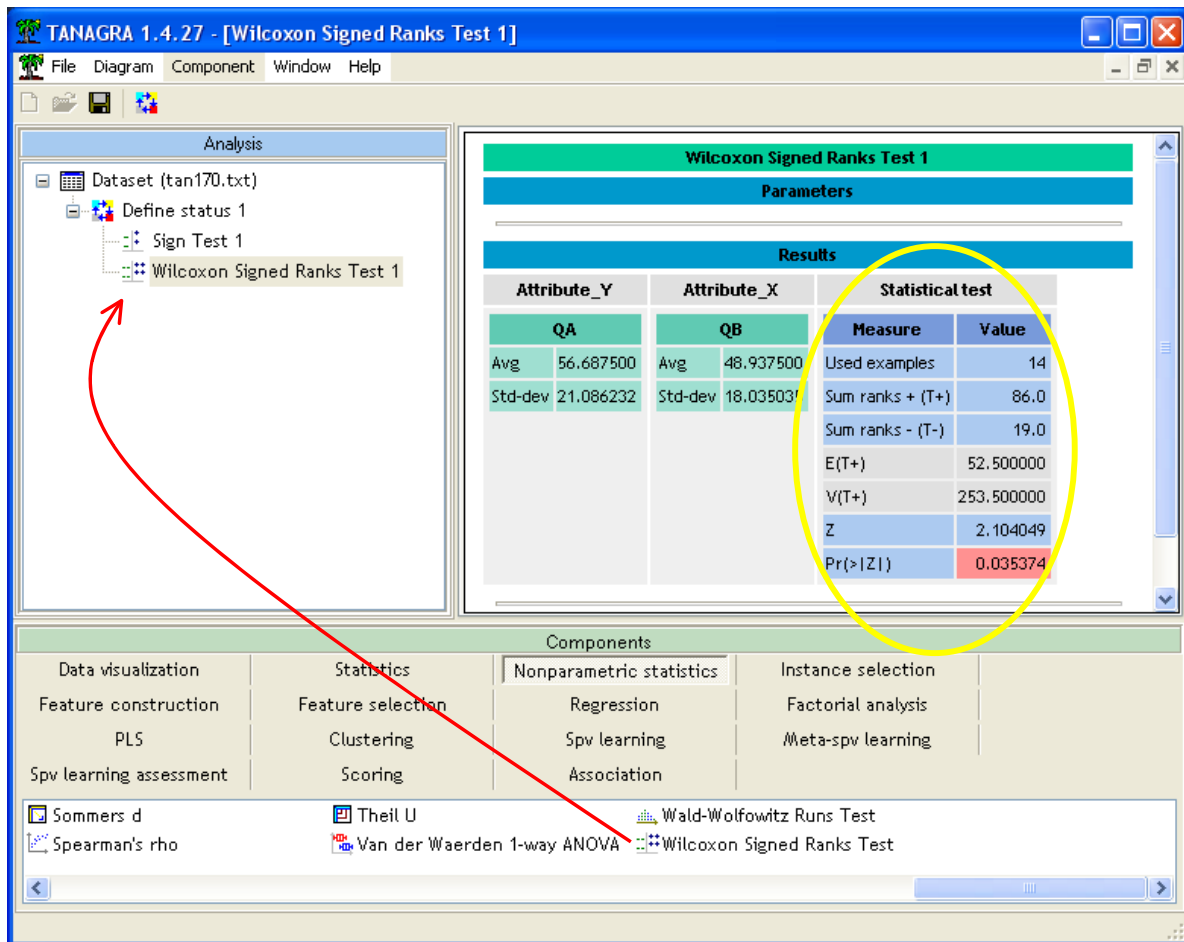 TANAGRA 1.4.27 - [Wilcoxon Signed Ranks Test 1]
File Diagram Component Window Help
Analysis
Dataset (tan170.txt)
Define status 1
Sign Test 1
Wilcoxon Signed Ranks Test 1
Wilcoxon Signed Ranks Test 1
Parameters
Results
Attribute_Y Attribute_X Statistical test
QA QB Measure Value
Avg 56.687500 Avg 48.937500 Used examples 14
Std-dev 21.086232 Std-dev 18.035035 Sum ranks + (T+) 86.0
Sum ranks - (T-) 19.0
E(T+) 52.500000
V(T+) 253.500000
Z 2.104049
Pr(>|Z|) 0.035374
Components
Data visualization Statistics Nonparametric statistics Instance selection
Feature construction Feature selection Regression Factorial analysis
PLS Clustering Spv learning Meta-spv learning
Spv learning assessment Scoring Association
Sommers d Theil U Wald-Wolfowitz Runs Test
Spearman's rho Van der Waerden 1-way ANOVA Wilcoxon Signed Ranks Test